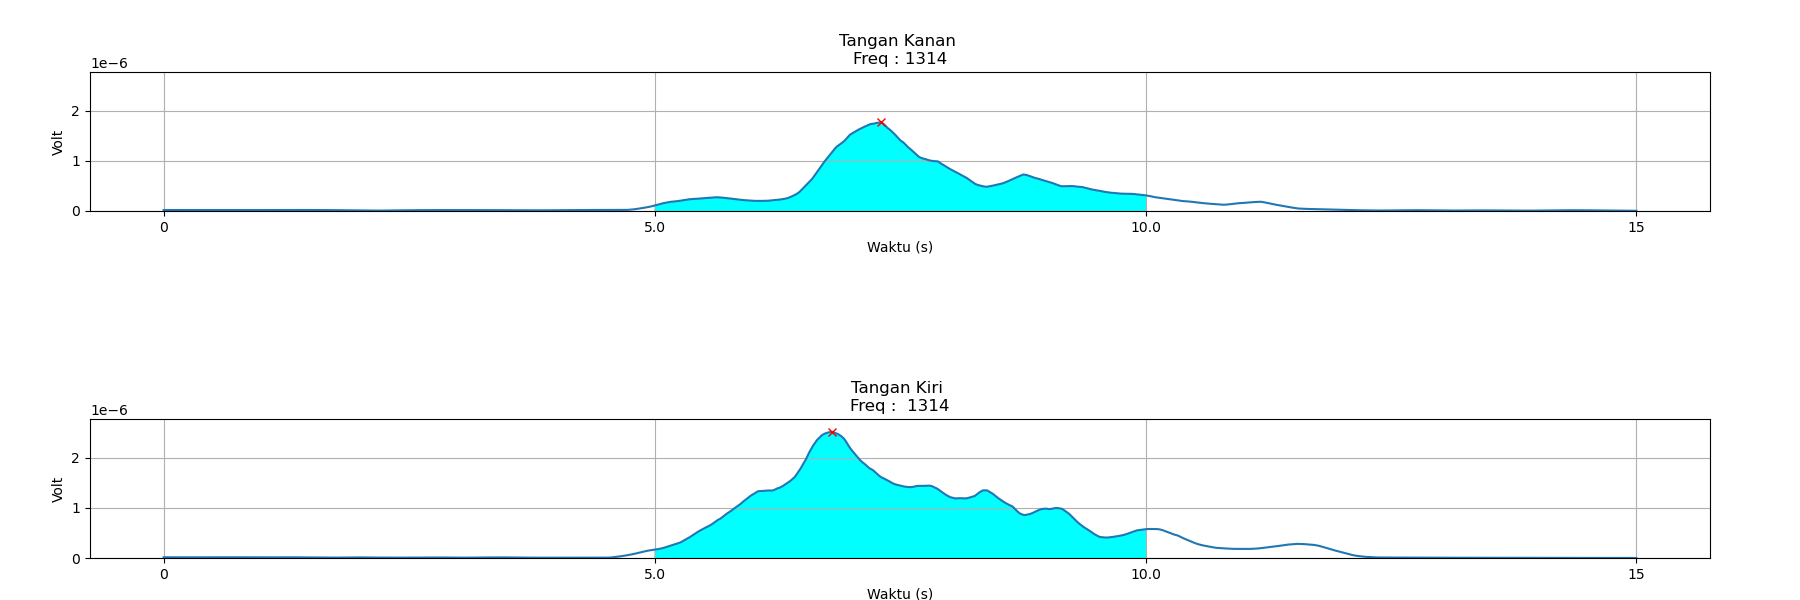 Tangan Kanan
Freq : 1314
1e−6
2
1
0
Volt
0 5.0 10.0 15
Waktu (s)
Tangan Kiri
Freq :  1314
1e−6
2
1
0
Volt
0 5.0 10.0 15
Waktu (s)